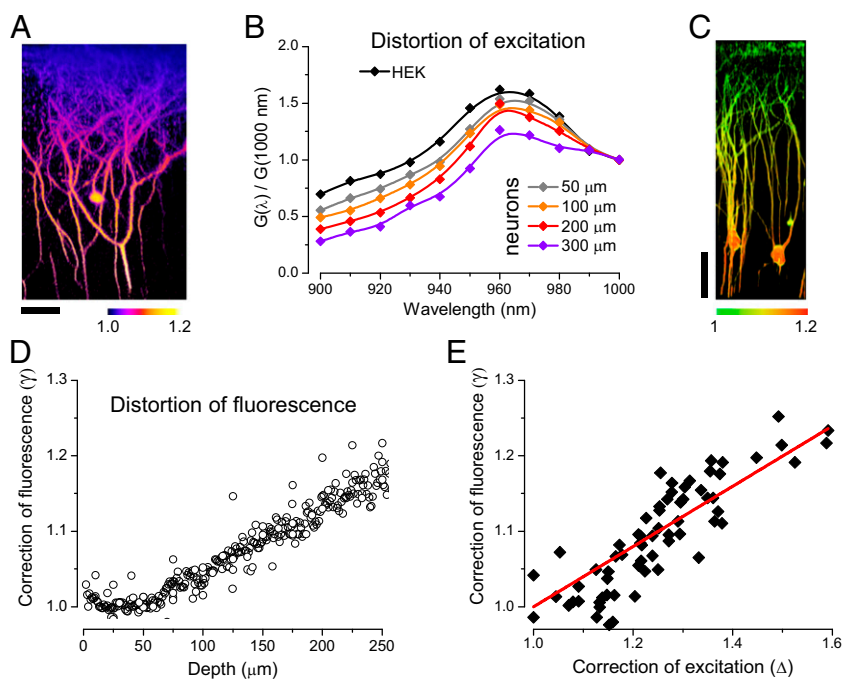 A
1.0 1.2
B
Distortion of excitation
HEK
G(λ) / G(1000 nm)
2.0
1.5
1.0
0.5
0.0
neurons
50 μm
100 μm
200 μm
300 μm
900 920 940 960 980 1000
Wavelength (nm)
C
1 1.2
D
Distortion of fluorescence
Correction of fluorescence (γ)
1.3
1.2
1.1
1.0
0 50 100 150 200 250
Depth (μm)
E
Correction of fluorescence (γ)
1.3
1.2
1.1
1.0
1.0 1.2 1.4 1.6
Correction of excitation (Δ)